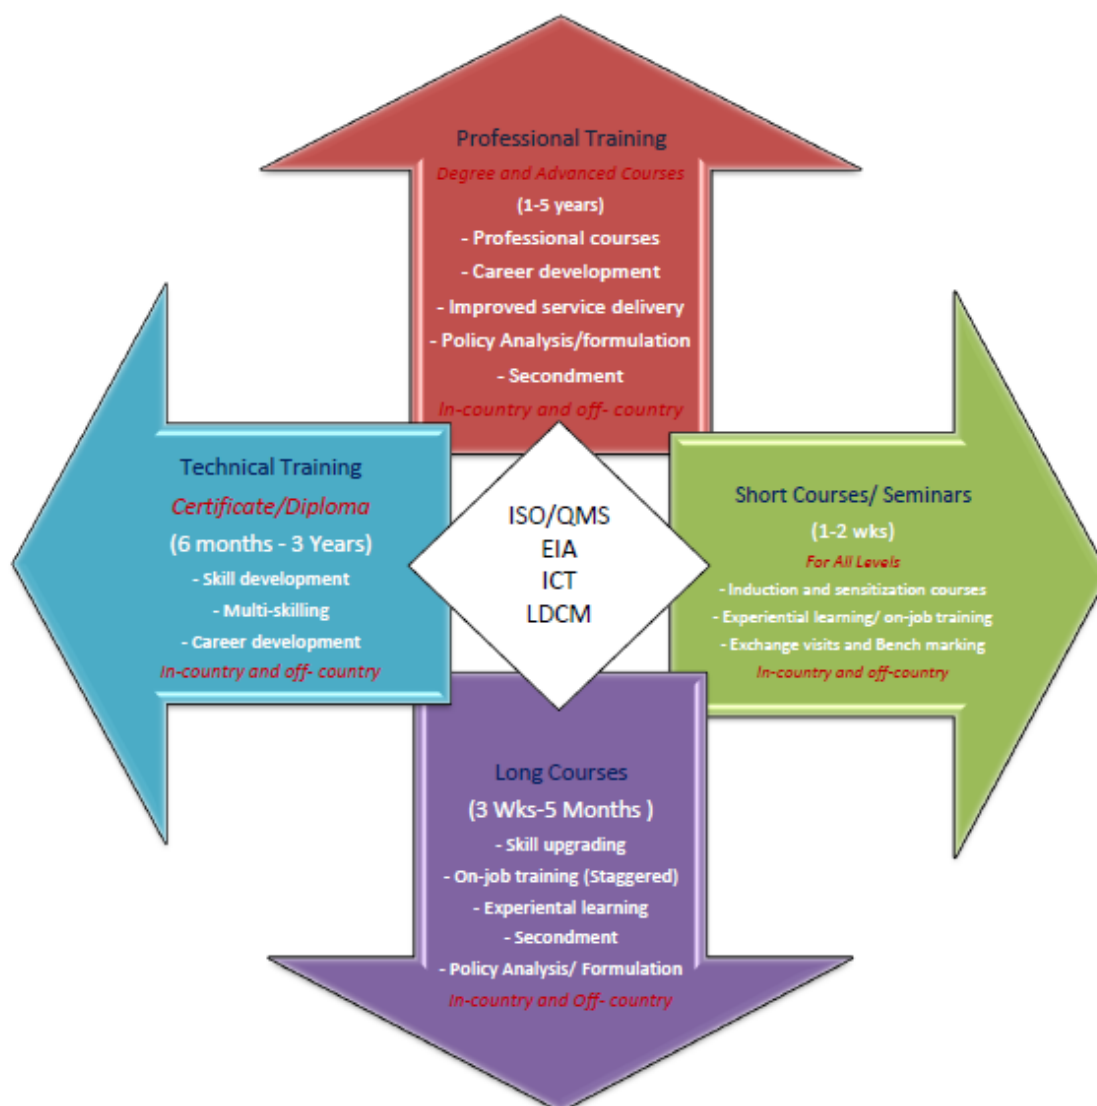 Professional Training
Degree and Advanced Courses
(1-5 years)
- Professional courses
- Career development
- Improved service delivery
- Policy Analysis/formulation
- Secondment
In-country and off- country
Technical Training
Certificate/Diploma
(6 months - 3 Years)
- Skill development
- Multi-skilling
- Career development
In-country and off- country
ISO/QMS
EIA
ICT
LDCM
Short Courses/ Seminars
(1-2 wks)
For All Levels
- Induction and sensitization courses
- Experiential learning/ on-job training
- Exchange visits and Bench marking
In-country and off-country
Long Courses
(3 Wks-5 Months )
- Skill upgrading
- On-job training (Staggered)
- Experiental learning
- Secondment
- Policy Analysis/ Formulation
In-country and Off- country